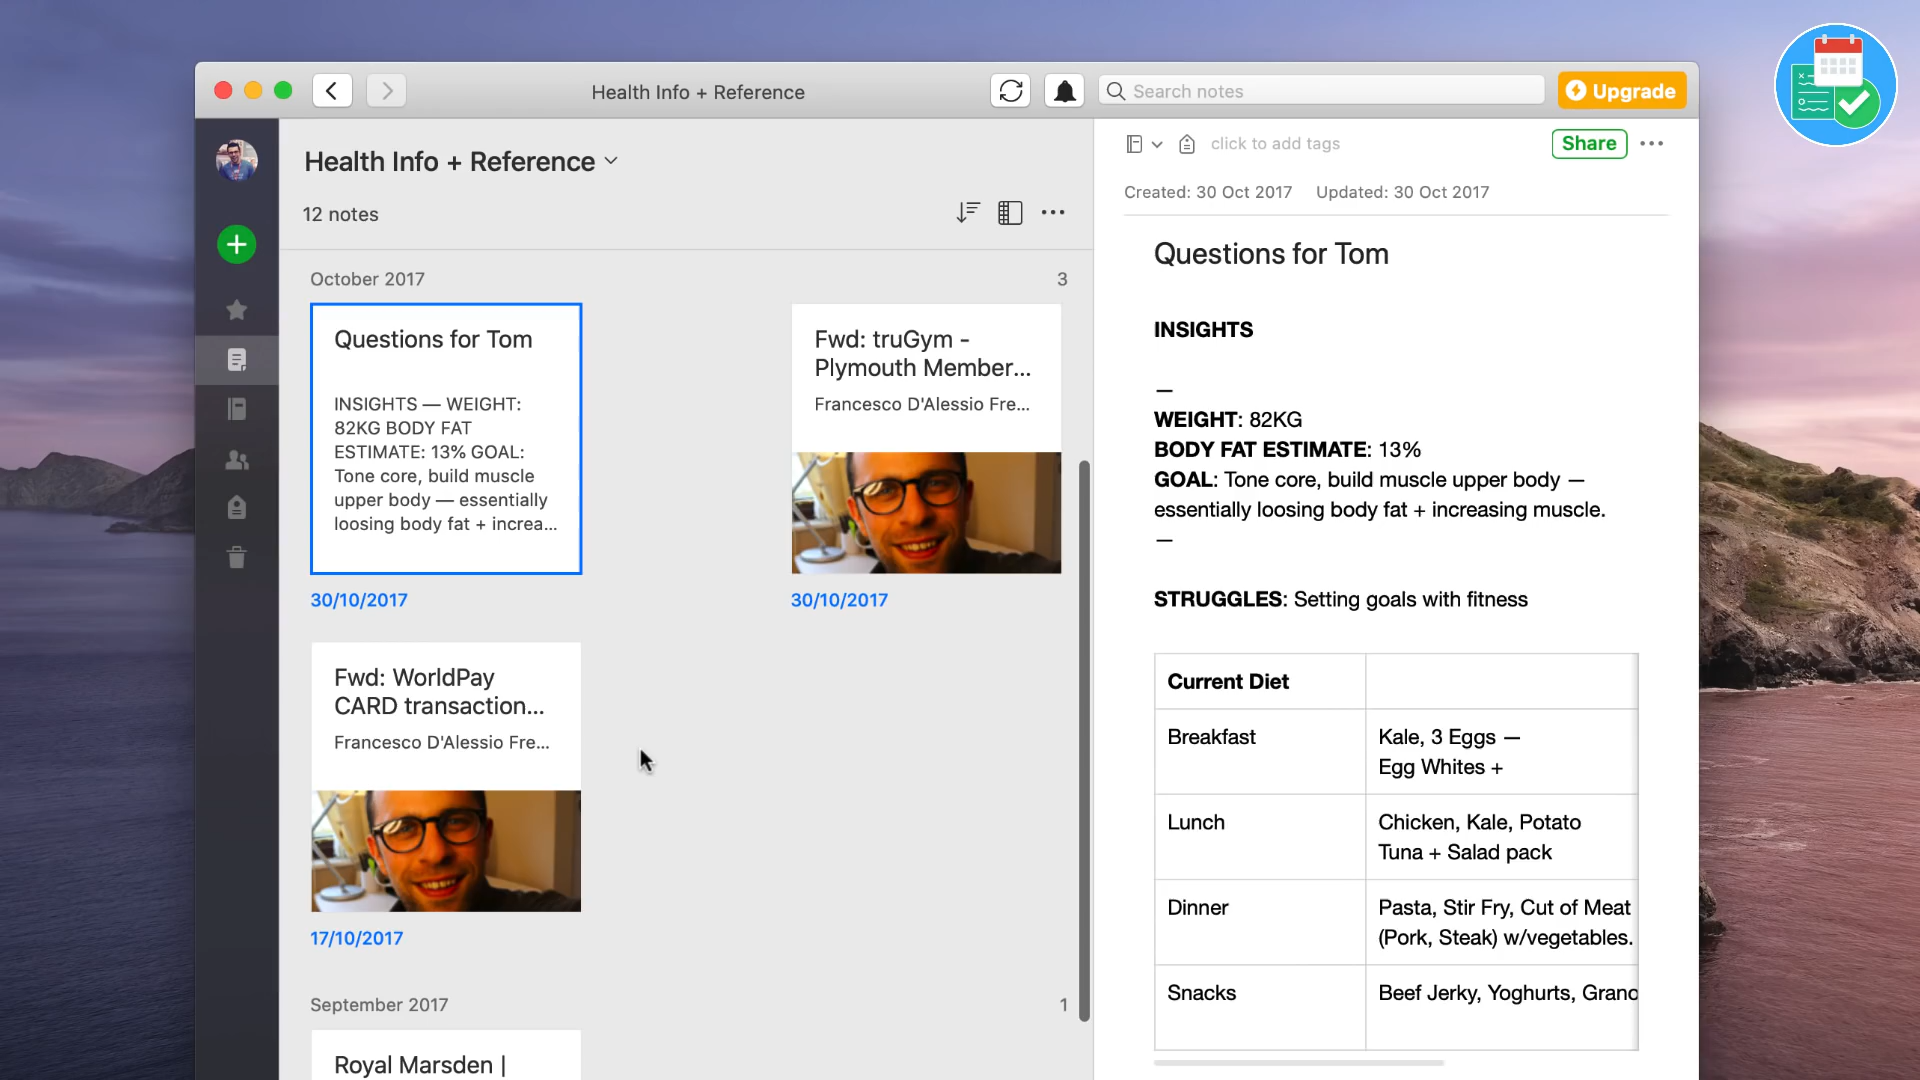 Health Info + Reference
Search notes
Upgrade
Health Info + Reference
12 notes
October 2017
3
Questions for Tom
INSIGHTS — WEIGHT:
82KG BODY FAT
ESTIMATE: 13% GOAL:
Tone core, build muscle
upper body — essentially
loosing body fat + increa...
30/10/2017
Fwd: truGym -
Plymouth Member...
Francesco D'Alessio Fre...
30/10/2017
Fwd: WorldPay
CARD transaction...
Francesco D'Alessio Fre...
17/10/2017
September 2017
1
Royal Marsden |
click to add tags
Share
Created: 30 Oct 2017 Updated: 30 Oct 2017
Questions for Tom
INSIGHTS
—
WEIGHT: 82KG
BODY FAT ESTIMATE: 13%
GOAL: Tone core, build muscle upper body —
essentially loosing body fat + increasing muscle.
—
STRUGGLES: Setting goals with fitness
Current Diet
Breakfast
Kale, 3 Eggs —
Egg Whites +
Lunch
Chicken, Kale, Potato
Tuna + Salad pack
Dinner
Pasta, Stir Fry, Cut of Meat
(Pork, Steak) w/vegetables.
Snacks
Beef Jerky, Yoghurts, Grano